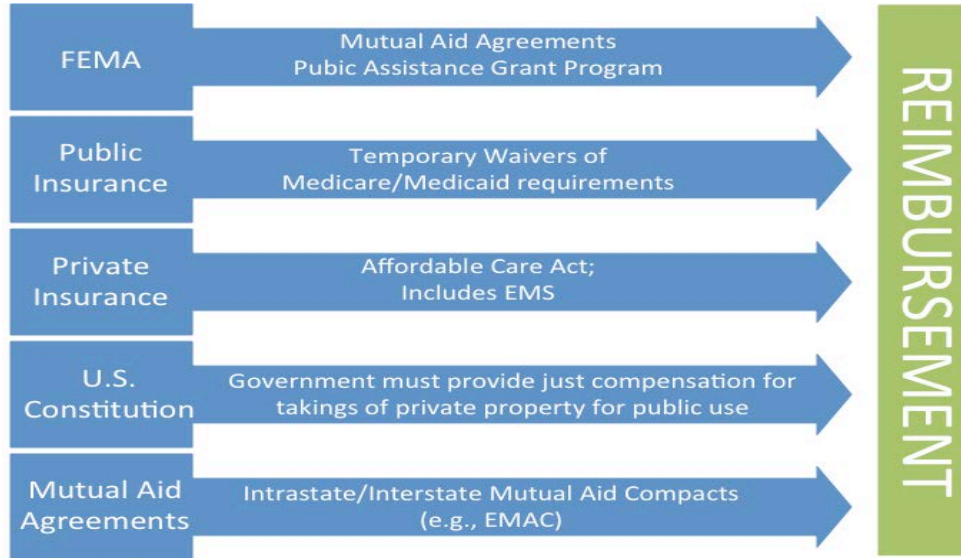 FEMA
Mutual Aid Agreements
Pubic Assistance Grant Program
Public
Insurance
Temporary Waivers of
Medicare/Medicaid requirements
Private
Insurance
Affordable Care Act;
Includes EMS
U.S.
Constitution
Government must provide just compensation for
takings of private property for public use
Mutual Aid
Agreements
Intrastate/Interstate Mutual Aid Compacts
(e.g., EMAC)
REIMBURSEMENT